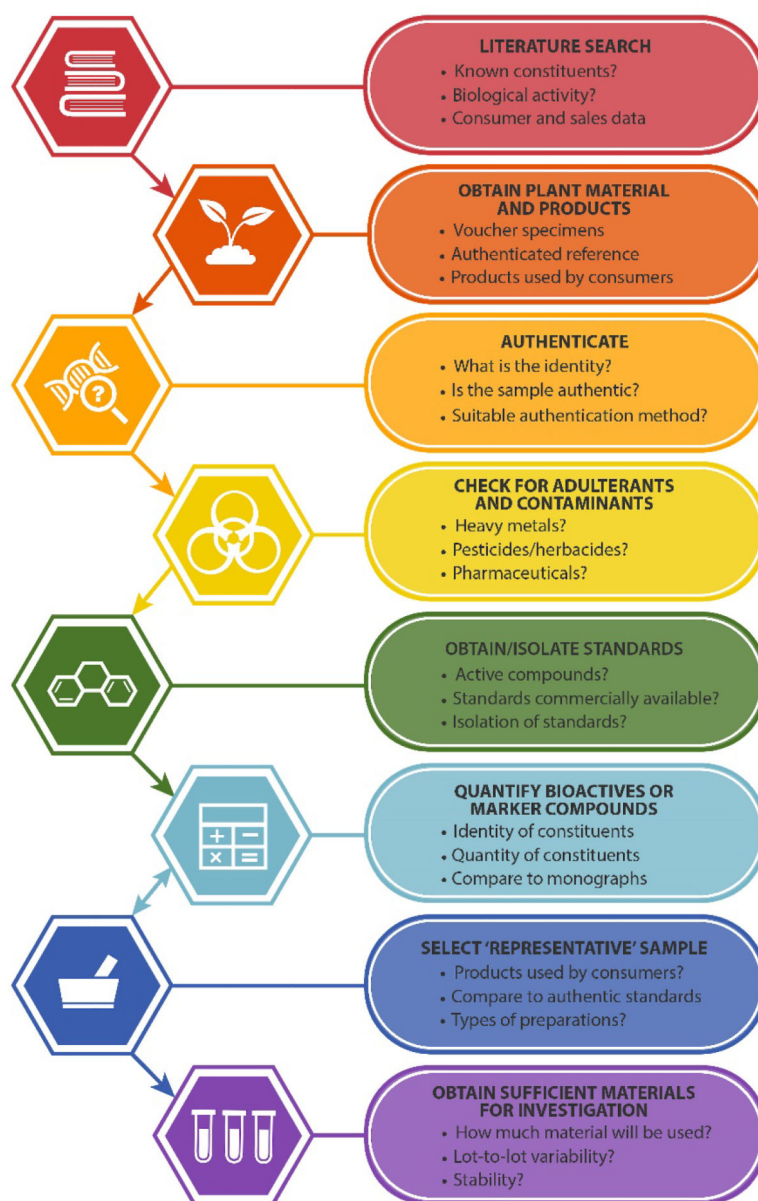 LITERATURE SEARCH
• Known constituents?
• Biological activity?
• Consumer and sales data
OBTAIN PLANT MATERIAL
AND PRODUCTS
• Voucher specimens
• Authenticated reference
• Products used by consumers
?
AUTHENTICATE
• What is the identity?
• Is the sample authentic?
• Suitable authentication method?
CHECK FOR ADULTERANTS
AND CONTAMINANTS
• Heavy metals?
• Pesticides/herbacides?
• Pharmaceuticals?
OBTAIN/ISOLATE STANDARDS
• Active compounds?
• Standards commercially available?
• Isolation of standards?
+ −
× =
QUANTIFY BIOACTIVES OR
MARKER COMPOUNDS
• Identity of constituents
• Quantity of constituents
• Compare to monographs
SELECT ‘REPRESENTATIVE’ SAMPLE
• Products used by consumers?
• Compare to authentic standards
• Types of preparations?
OBTAIN SUFFICIENT MATERIALS
FOR INVESTIGATION
• How much material will be used?
• Lot-to-lot variability?
• Stability?